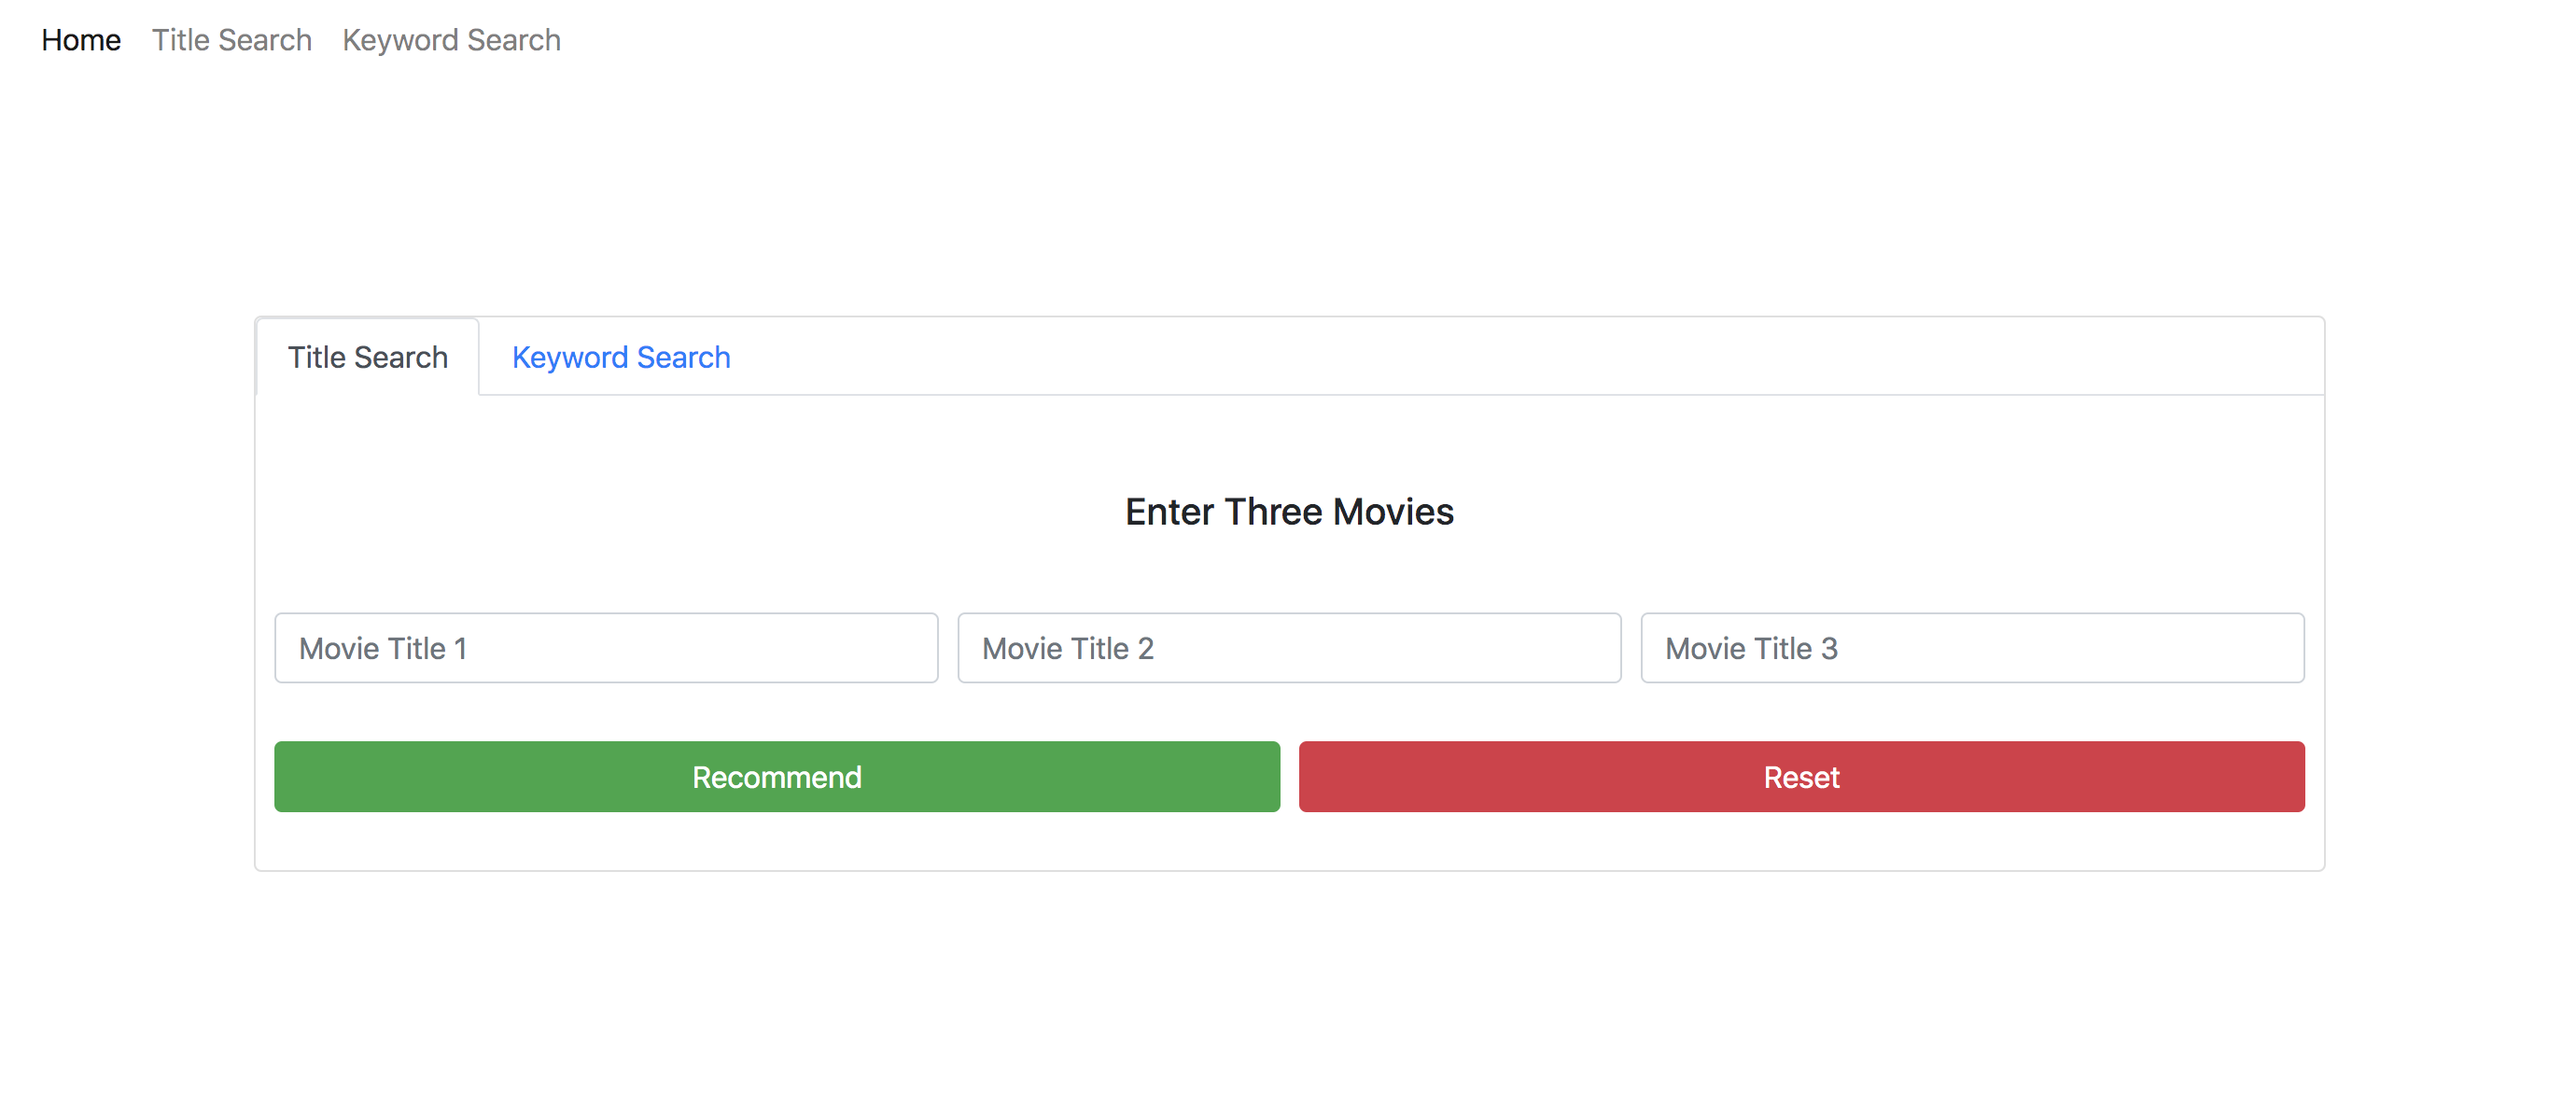 Home Title Search Keyword Search
Title Search Keyword Search
Enter Three Movies
Movie Title 1 Movie Title 2 Movie Title 3
Recommend Reset